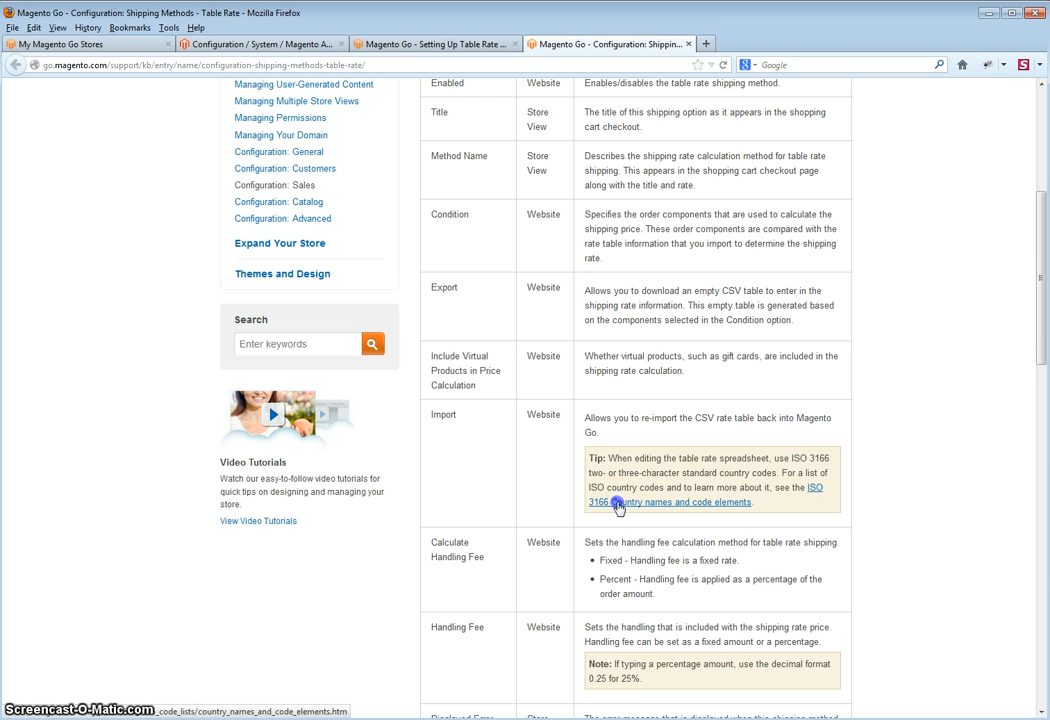 Magento Go - Configuration: Shipping Methods - Table Rate - Mozilla Firefox
File Edit View History Bookmarks Tools Help
My Magento Go Stores × Configuration / System / Magento A... × Magento Go - Setting Up Table Rate ... × Magento Go - Configuration: Shippin... × +
go.magento.com/support/kb/entry/name/configuration-shipping-methods-table-rate/
Google
Managing User-Generated Content
Managing Multiple Store Views
Managing Permissions
Managing Your Domain
Configuration: General
Configuration: Customers
Configuration: Sales
Configuration: Catalog
Configuration: Advanced
Expand Your Store
Themes and Design
Search
Enter keywords
Video Tutorials
Watch our easy-to-follow video tutorials for
quick tips on designing and managing your
store.
View Video Tutorials
Enabled Website Enables/disables the table rate shipping method.
Title Store The title of this shipping option as it appears in the shopping
View cart checkout.
Method Name Store Describes the shipping rate calculation method for table rate
View shipping. This appears in the shopping cart checkout page
along with the title and rate.
Condition Website Specifies the order components that are used to calculate the
shipping price. These order components are compared with the
rate table information that you import to determine the shipping
rate.
Export Website Allows you to download an empty CSV table to enter in the
shipping rate information. This empty table is generated based
on the components selected in the Condition option.
Include Virtual Website Whether virtual products, such as gift cards, are included in the
Products in Price shipping rate calculation.
Calculation
Import Website Allows you to re-import the CSV rate table back into Magento
Go.
Tip: When editing the table rate spreadsheet, use ISO 3166
two- or three-character standard country codes. For a list of
ISO country codes and to learn more about it, see the ISO
3166 country names and code elements.
Calculate Website Sets the handling fee calculation method for table rate shipping.
Handling Fee
• Fixed - Handling fee is a fixed rate.
• Percent - Handling fee is applied as a percentage of the
order amount.
Handling Fee Website Sets the handling that is included with the shipping rate price.
Handling fee can be set as a fixed amount or a percentage.
Note: If typing a percentage amount, use the decimal format
0.25 for 25%.
Displayed Error Store The error message that is displayed when this shipping method
Screencast-O-Matic.com _code_lists/country_names_and_code_elements.htm